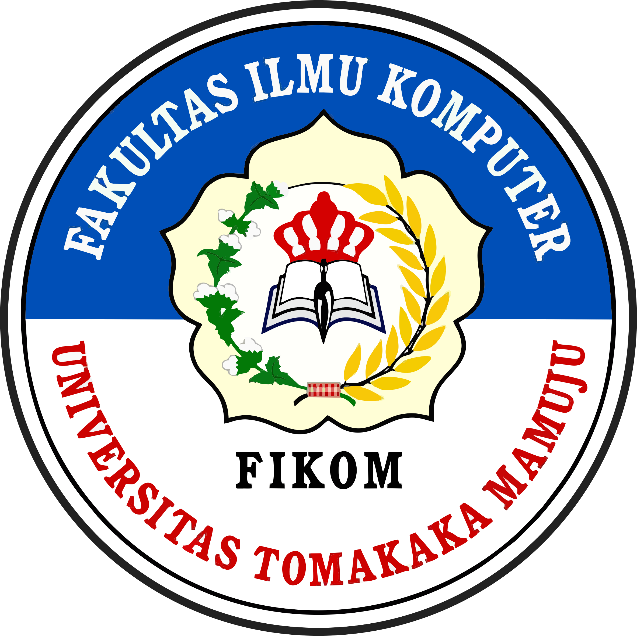 FAKULTAS ILMU KOMPUTER
FIKOM
UNIVERSITAS TOMAKAKA MAMUJU